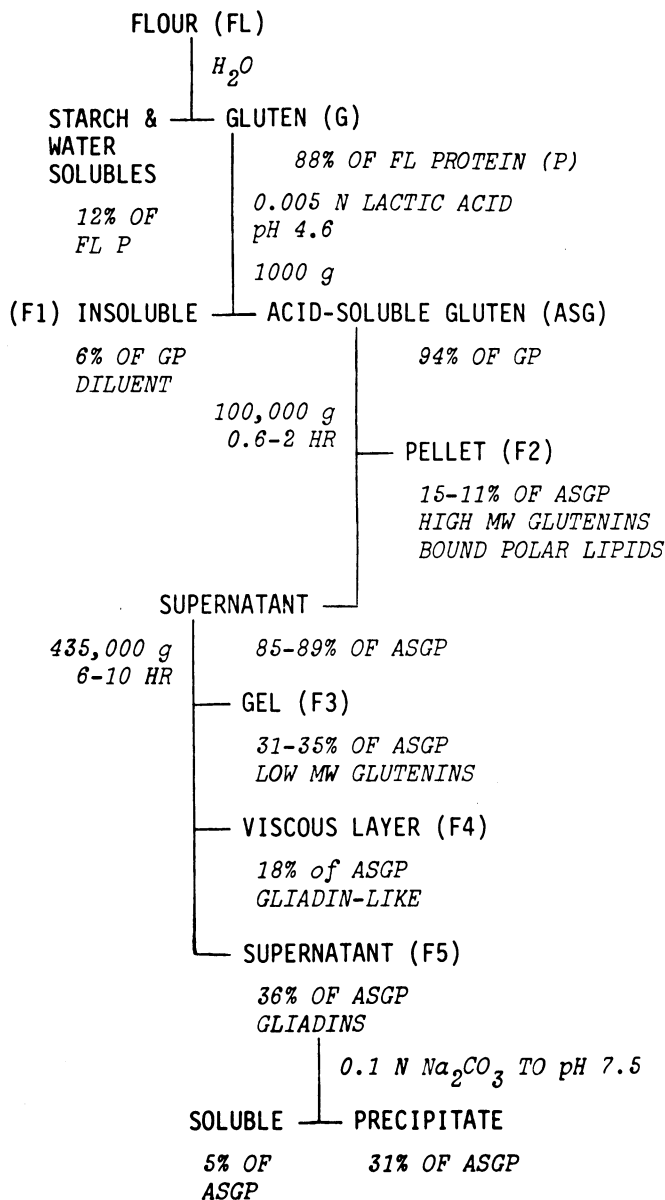 FLOUR (FL)
H₂O
STARCH &
WATER
SOLUBLES
GLUTEN (G)
12% OF
FL P
88% OF FL PROTEIN (P)
0.005 N LACTIC ACID
pH 4.6
1000 g
(F1) INSOLUBLE
ACID-SOLUBLE GLUTEN (ASG)
6% OF GP
DILUENT
94% OF GP
100,000 g
0.6-2 HR
PELLET (F2)
15-11% OF ASGP
HIGH MW GLUTENINS
BOUND POLAR LIPIDS
SUPERNATANT
435,000 g
6-10 HR
85-89% OF ASGP
GEL (F3)
31-35% OF ASGP
LOW MW GLUTENINS
VISCOUS LAYER (F4)
18% of ASGP
GLIADIN-LIKE
SUPERNATANT (F5)
36% OF ASGP
GLIADINS
0.1 N Na₂CO₃ TO pH 7.5
SOLUBLE
PRECIPITATE
5% OF
ASGP
31% OF ASGP